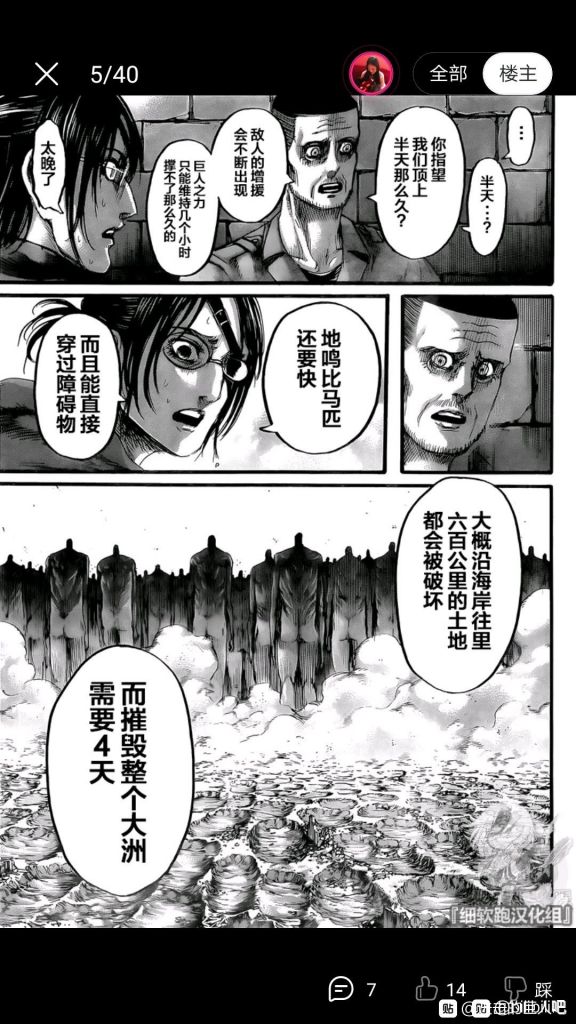 5/40
全部
楼主
…
半天…？
你指望
我们顶上
半天那么久？
敌人的增援
会不断出现
巨人之力
只能维持几个小时
撑不了那么久的
太晚了
地鸣比马匹
还要快
而且能直接
穿过障碍物
大概沿海岸往里
六百公里的土地
都会被破坏
而摧毁整个大洲
需要4天
『细软跑汉化组』
7
14
踩